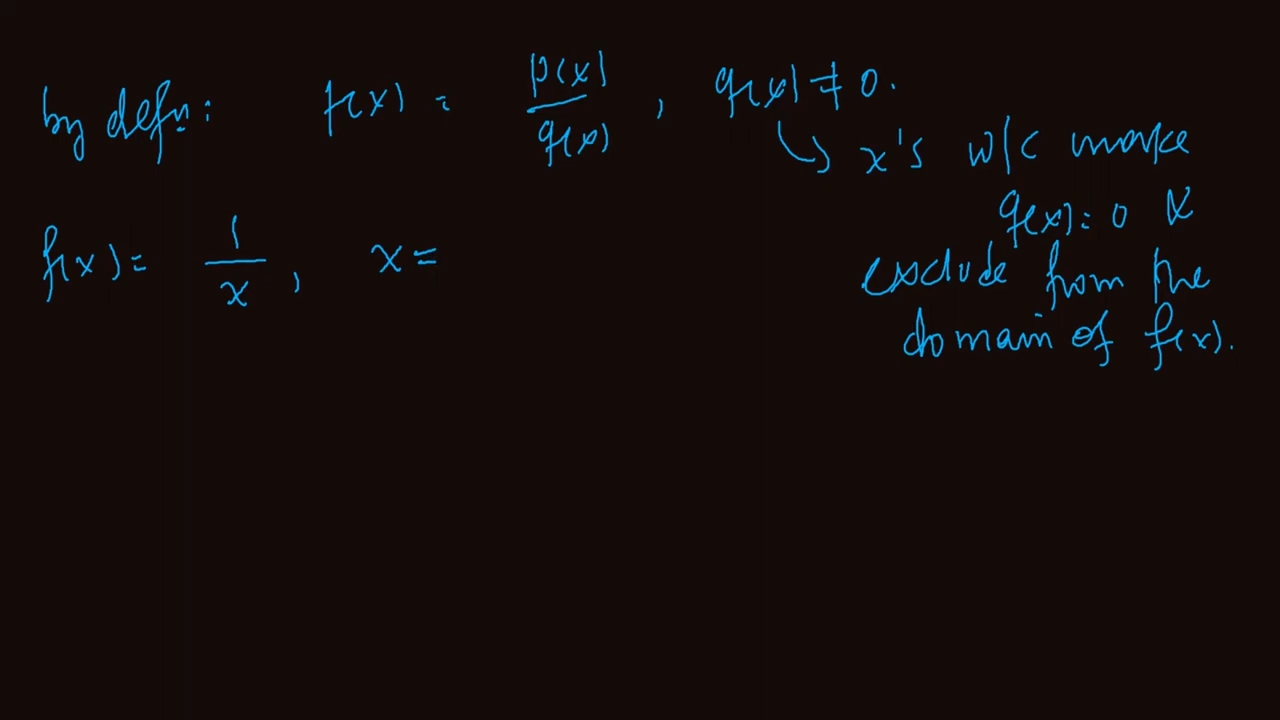 by defn: f(x) = p(x)/q(x), q(x) ≠ 0.
x's w/c make
q(x) = 0
exclude from the
domain of f(x).
f(x) = 1/x, x =